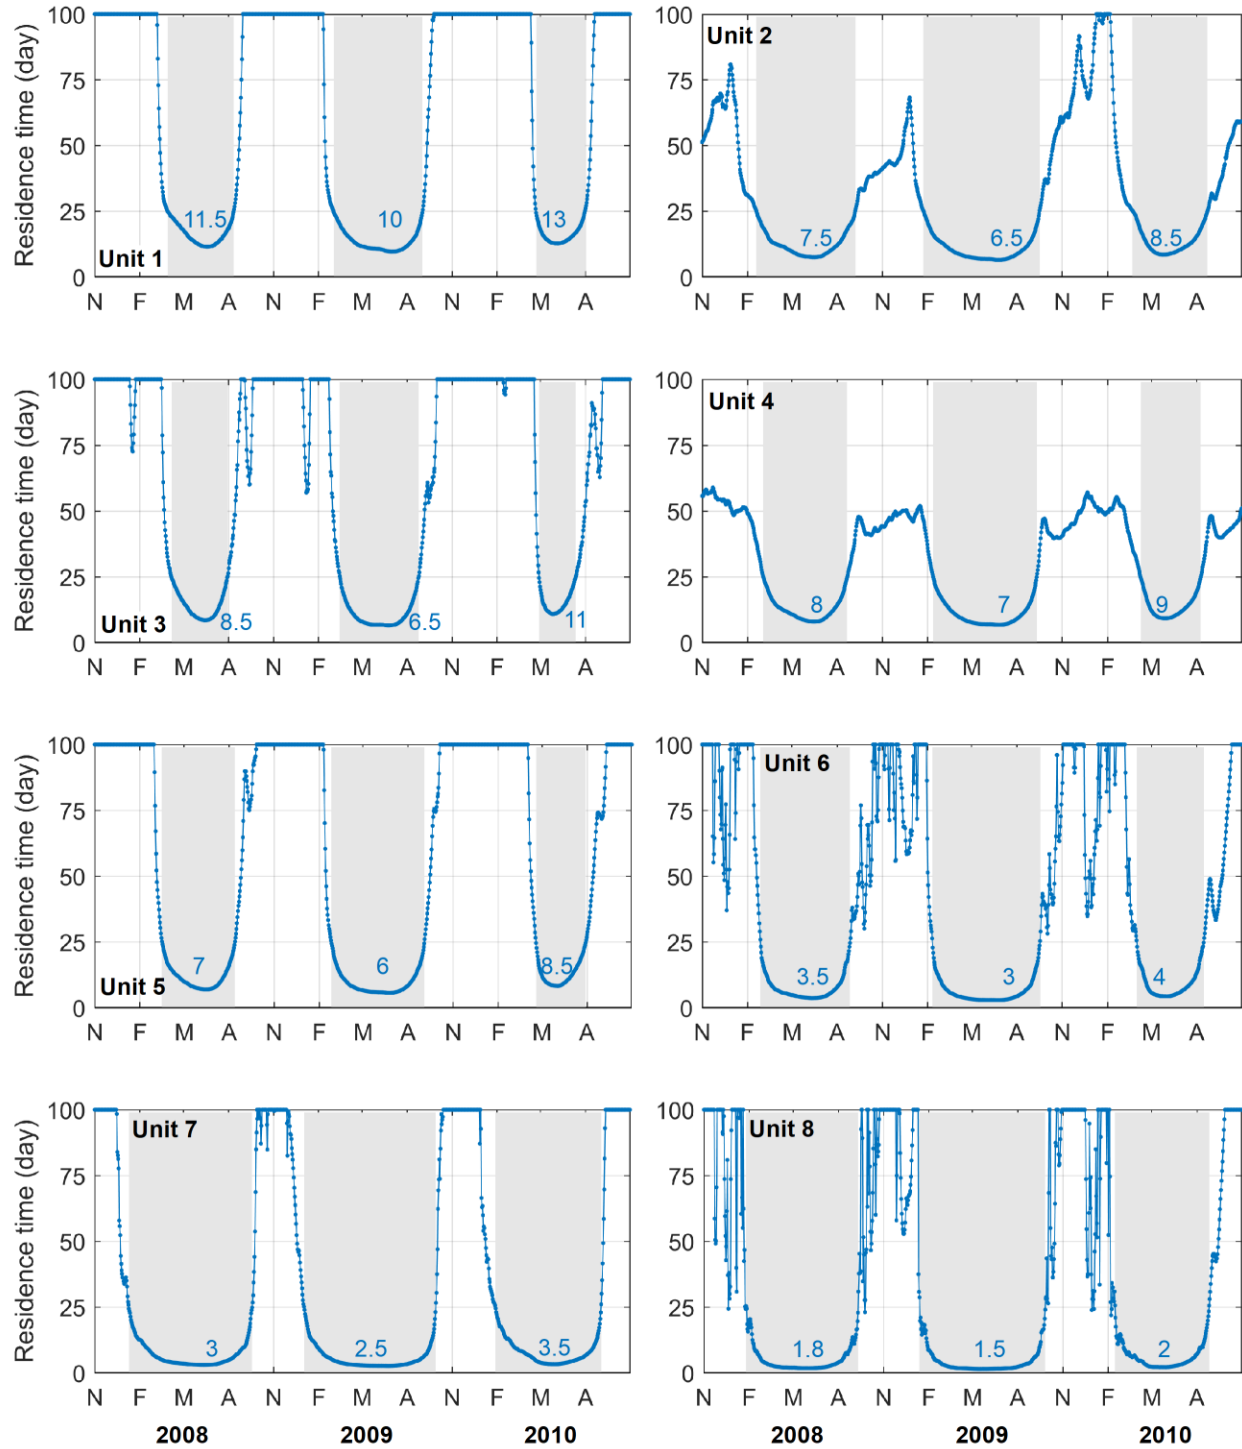 100
75
50
25
0
Residence time (day)
11.5
10
13
Unit 1
N F M A N F M A N F M A
100
75
50
25
0
Unit 2
7.5
6.5
8.5
N F M A N F M A N F M A
100
75
50
25
0
Residence time (day)
Unit 3
8.5
6.5
11
N F M A N F M A N F M A
100
75
50
25
0
Unit 4
8
7
9
N F M A N F M A N F M A
100
75
50
25
0
Residence time (day)
7
6
8.5
Unit 5
N F M A N F M A N F M A
100
75
50
25
0
Unit 6
3.5
3
4
N F M A N F M A N F M A
100
75
50
25
0
Residence time (day)
Unit 7
3
2.5
3.5
N F M A N F M A N F M A
2008 2009 2010
100
75
50
25
0
Unit 8
1.8
1.5
2
N F M A N F M A N F M A
2008 2009 2010